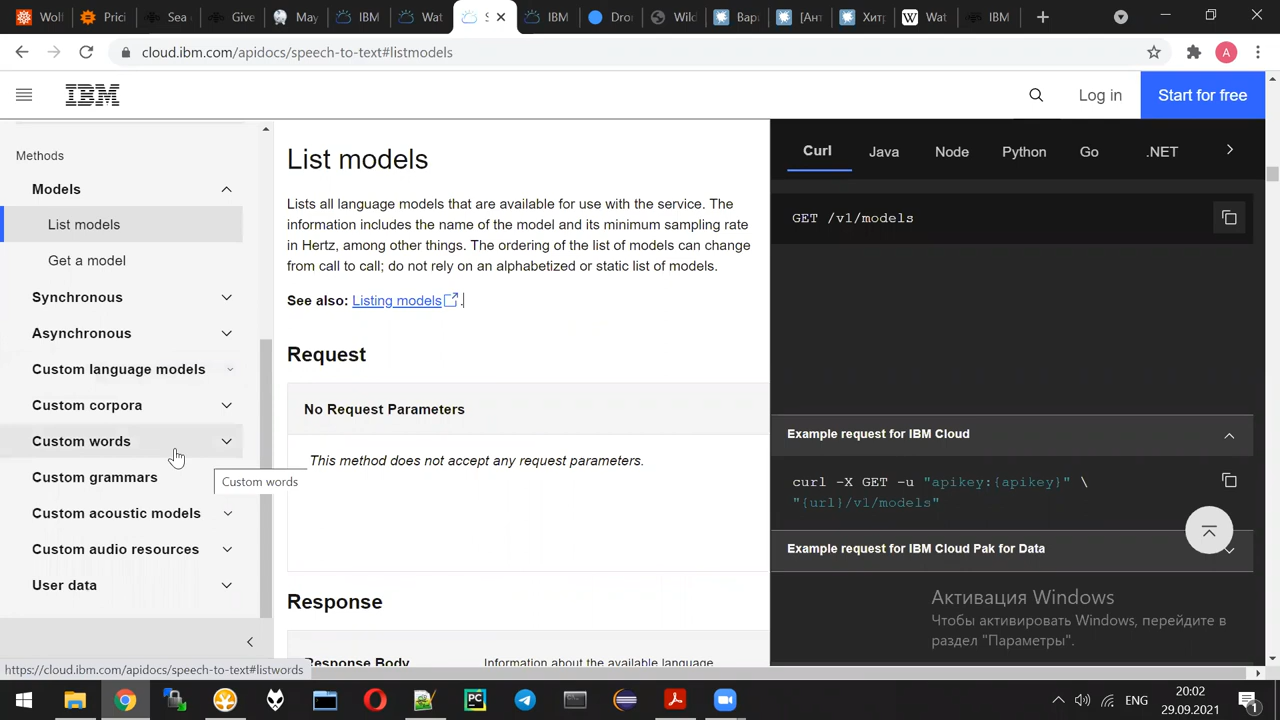 Wolf
Prici
Sea
Give
May
IBM
Wat
S
IBM
Dro
Wild
Вар
[Ант
Хит
Wat
IBM
cloud.ibm.com/apidocs/speech-to-text#listmodels
A
IBM
Log in
Start for free
Methods
Models
List models
Get a model
Synchronous
Asynchronous
Custom language models
Custom corpora
Custom words
Custom grammars
Custom words
Custom acoustic models
Custom audio resources
User data
https://cloud.ibm.com/apidocs/speech-to-text#listwords
List models
Lists all language models that are available for use with the service. The
information includes the name of the model and its minimum sampling rate
in Hertz, among other things. The ordering of the list of models can change
from call to call; do not rely on an alphabetized or static list of models.
See also: Listing models.
Request
No Request Parameters
This method does not accept any request parameters.
Response
Response Body
Information about the available language
Curl
Java
Node
Python
Go
.NET
GET /v1/models
Example request for IBM Cloud
curl -X GET -u "apikey:{apikey}" \
"{url}/v1/models"
Example request for IBM Cloud Pak for Data
Активация Windows
Чтобы активировать Windows, перейдите в
раздел "Параметры".
PC
ENG
20:02
29.09.2021
1